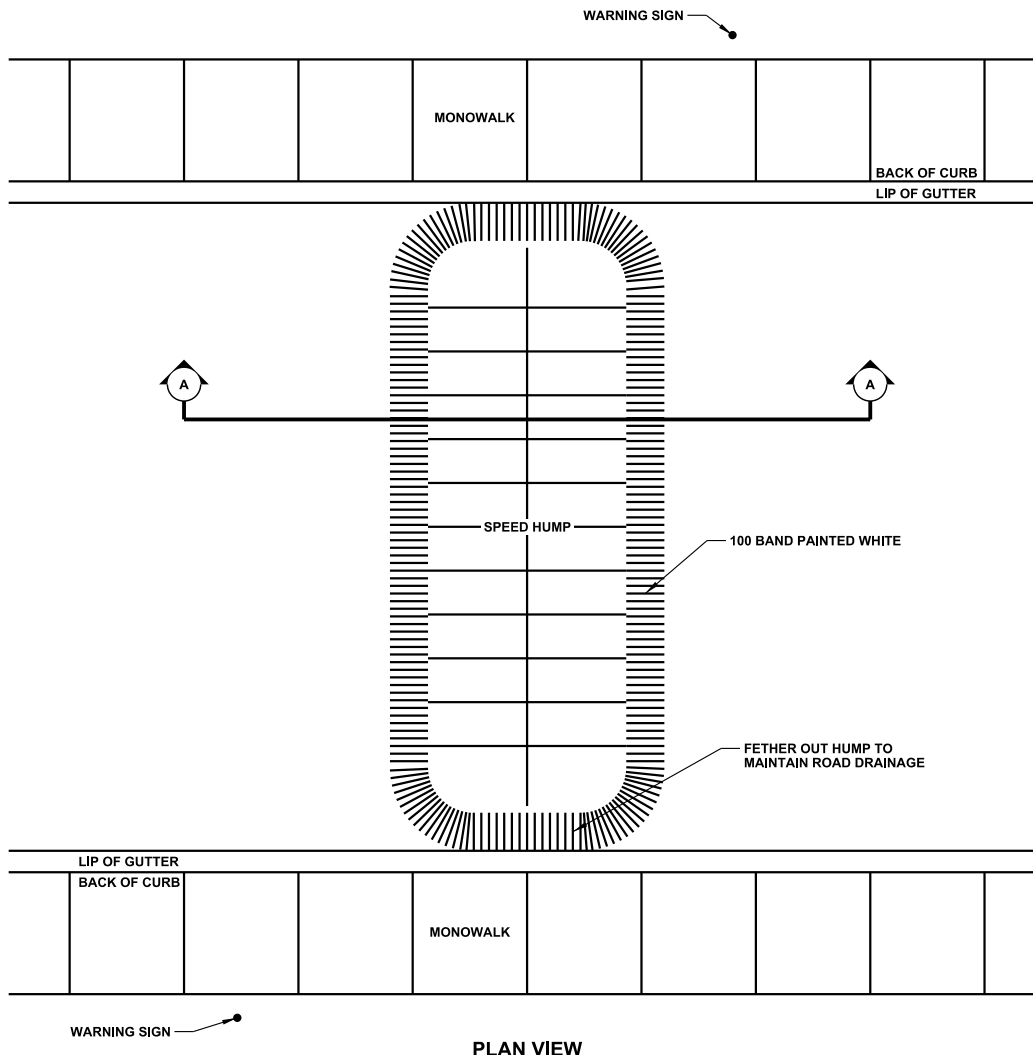 WARNING SIGN
MONOWALK
BACK OF CURB
LIP OF GUTTER
A
A
SPEED HUMP
100 BAND PAINTED WHITE
FETHER OUT HUMP TO
MAINTAIN ROAD DRAINAGE
LIP OF GUTTER
BACK OF CURB
MONOWALK
WARNING SIGN
PLAN VIEW